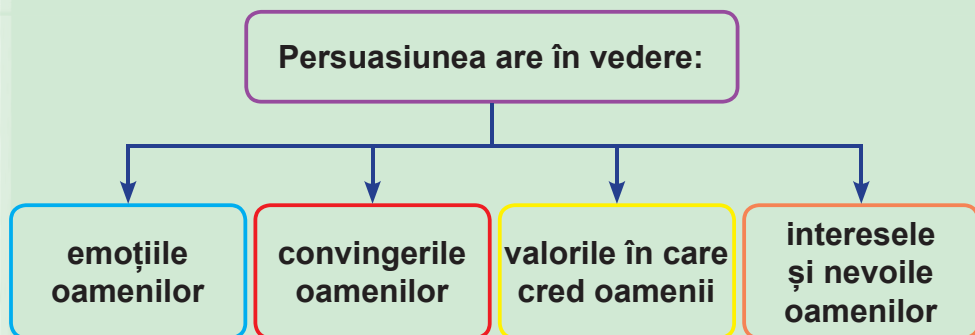 Persuasiunea are în vedere:
emoțiile
oamenilor
convingerile
oamenilor
valorile în care
cred oamenii
interesele
și nevoile
oamenilor